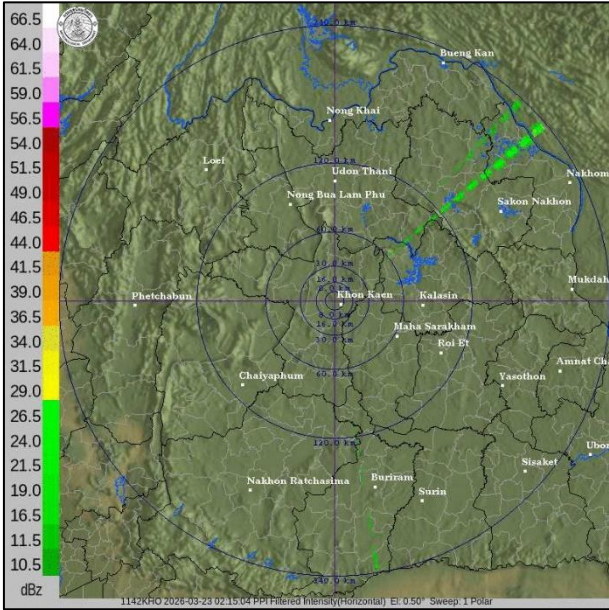 66.5
64.0
61.5
59.0
56.5
54.0
51.5
49.0
46.5
44.0
41.5
39.0
36.5
34.0
31.5
29.0
26.5
24.0
21.5
19.0
16.5
14.0
11.5
10.5
dBz
Bueng Kan
Nong Khai
Loei
120.0 km
Udon Thani
Nakhom
Nong Bua Lam Phu
Sakon Nakhon
Mukdah
Phetchabun
Khon Kaen
Kalasin
Maha Sarakham
Roi Et
60.0 km
Chaiyaphum
Amnat Cha
Yasothon
120.0 km
Ubon
Sisaket
Nakhon Ratchasima
Buriram
Surin
240.0 km
1142KHO 2026-03-23 02:15:04 PPI Filtered Intensity(Horizontal) El: 0.50° Sweep: 1 Polar